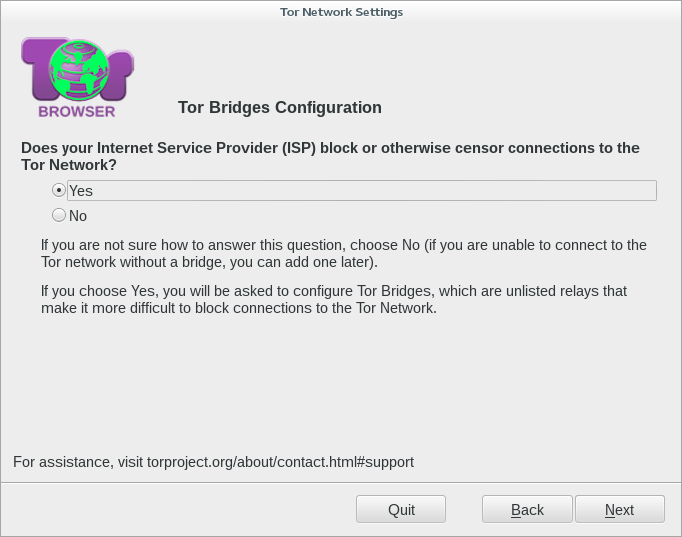 Tor Network Settings
Tor
BROWSER
Tor Bridges Configuration
Does your Internet Service Provider (ISP) block or otherwise censor connections to the
Tor Network?
Yes
No
If you are not sure how to answer this question, choose No (if you are unable to connect to the
Tor network without a bridge, you can add one later).
If you choose Yes, you will be asked to configure Tor Bridges, which are unlisted relays that
make it more difficult to block connections to the Tor Network.
For assistance, visit torproject.org/about/contact.html#support
Quit
Back
Next